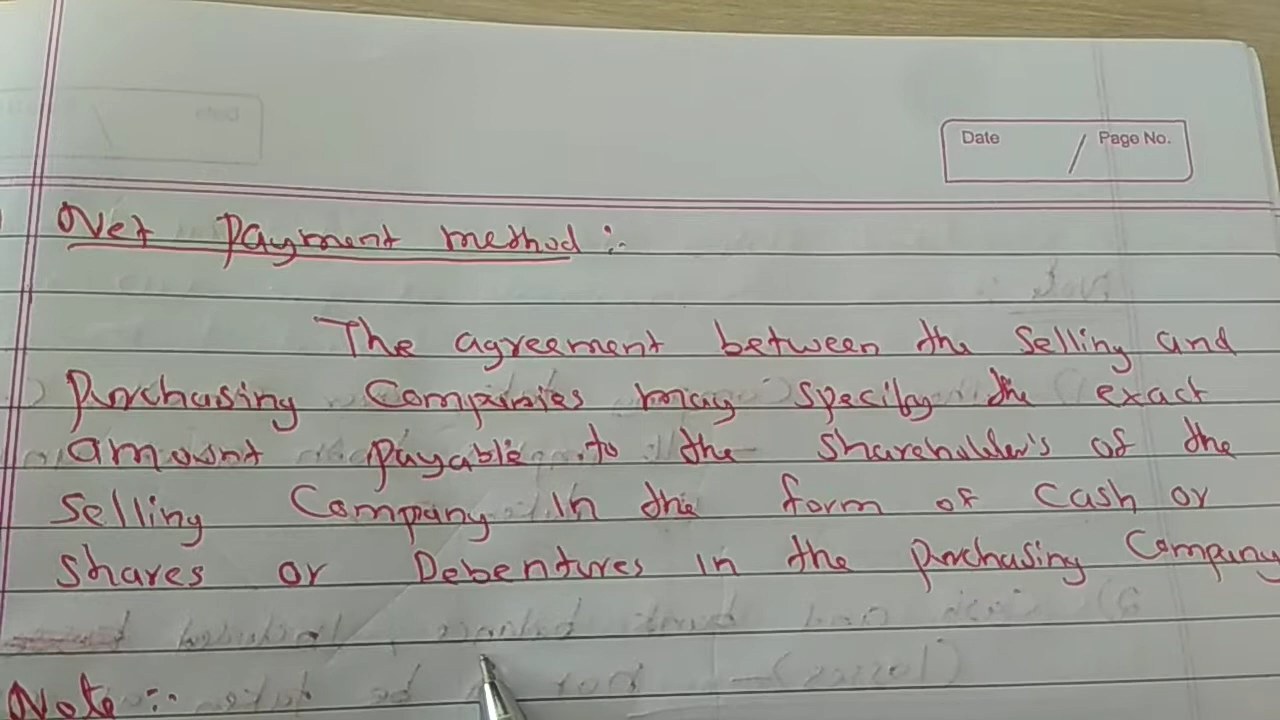 Date / Page No.
Net Payment method :-
The agreement between the Selling and
Purchasing Companies may specify the exact
amount payable to the shareholder's of the
Selling Company in the form of Cash or
Shares or Debentures in the purchasing Company
Note :-